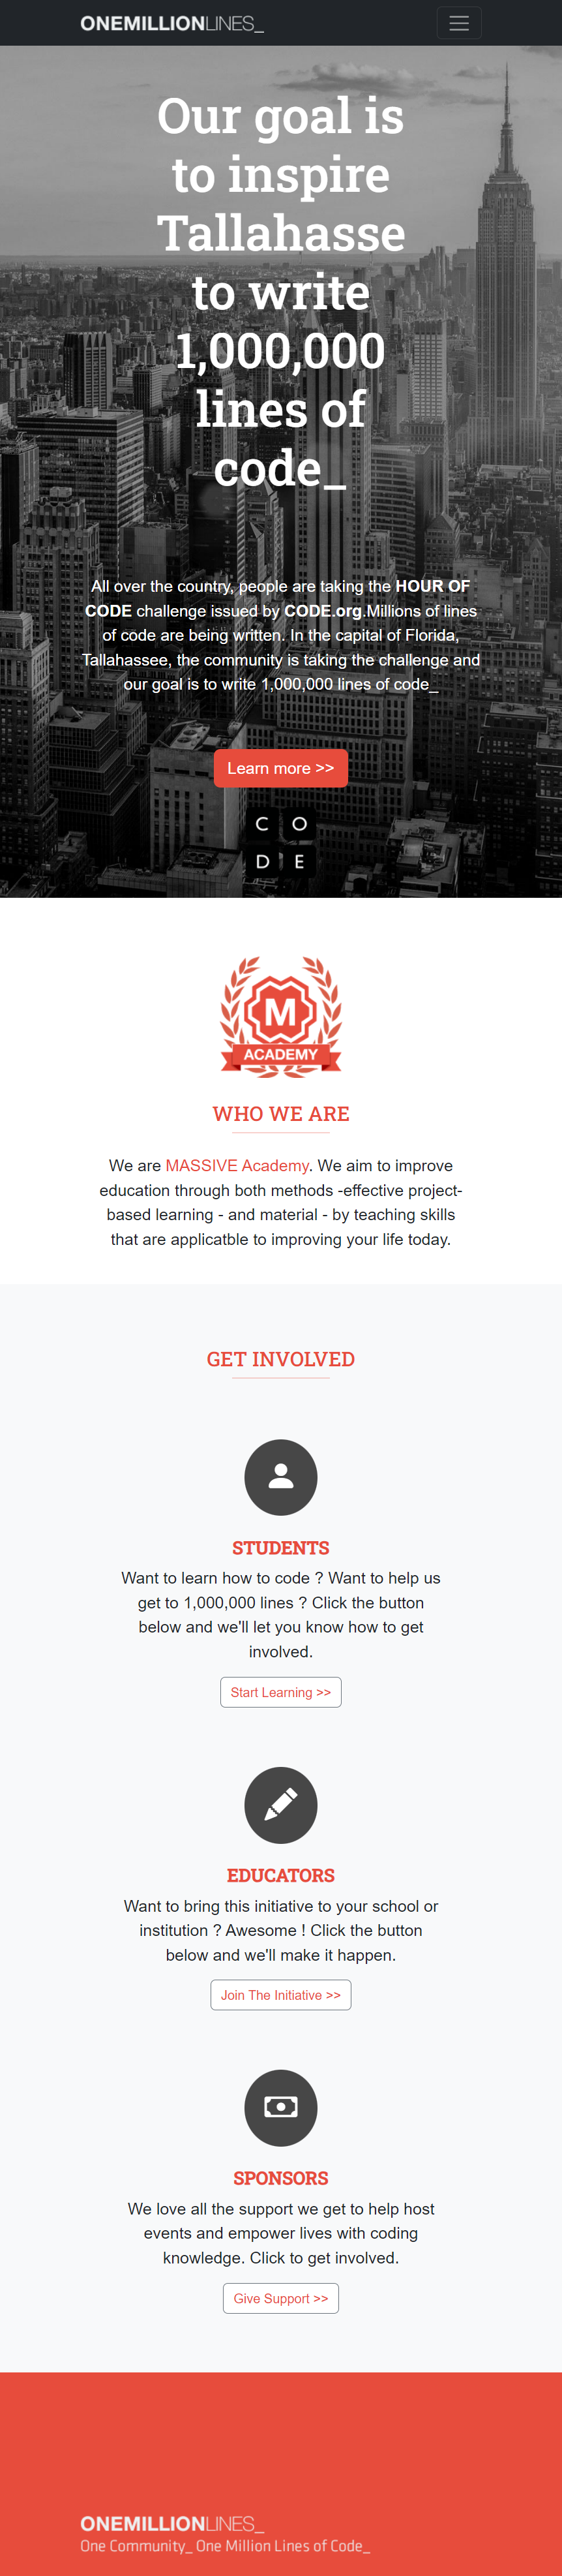 ONEMILLIONLINES_
Our goal is
to inspire
Tallahasse
to write
1,000,000
lines of
code_
All over the country, people are taking the HOUR OF
CODE challenge issued by CODE.org.Millions of lines
of code are being written. In the capital of Florida,
Tallahassee, the community is taking the challenge and
our goal is to write 1,000,000 lines of code_
Learn more >>
C O
D E
M
ACADEMY
WHO WE ARE
We are MASSIVE Academy. We aim to improve
education through both methods -effective project-
based learning - and material - by teaching skills
that are applicatble to improving your life today.
GET INVOLVED
STUDENTS
Want to learn how to code ? Want to help us
get to 1,000,000 lines ? Click the button
below and we'll let you know how to get
involved.
Start Learning >>
EDUCATORS
Want to bring this initiative to your school or
institution ? Awesome ! Click the button
below and we'll make it happen.
Join The Initiative >>
SPONSORS
We love all the support we get to help host
events and empower lives with coding
knowledge. Click to get involved.
Give Support >>
ONEMILLIONLINES_
One Community_ One Million Lines of Code_